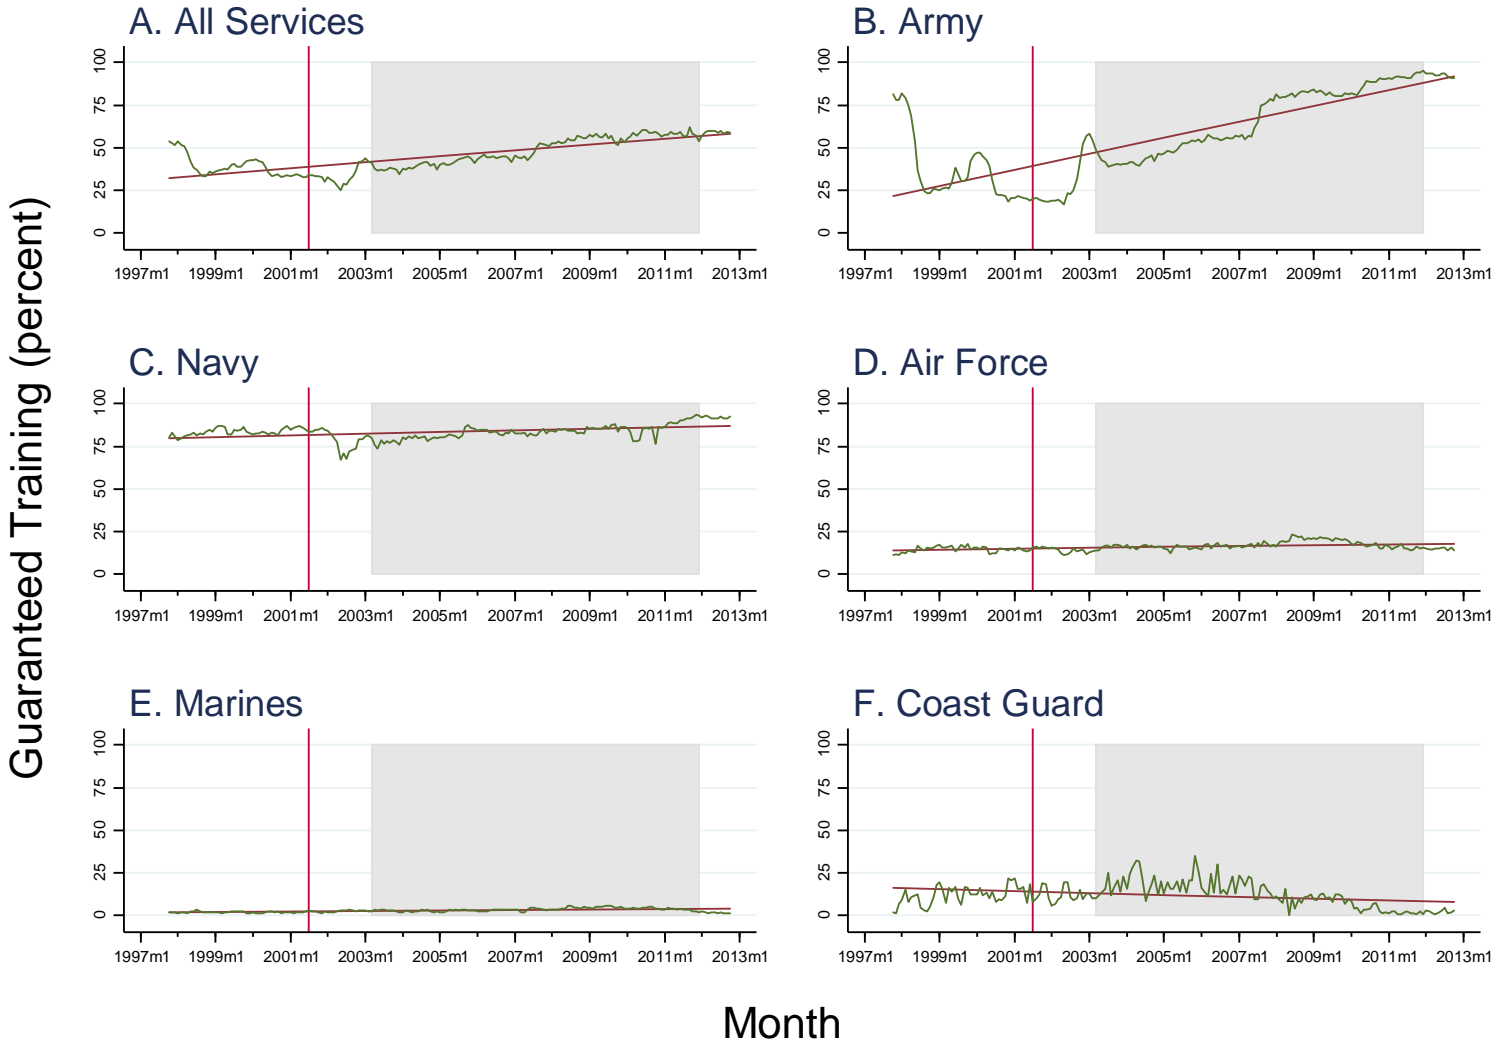 Guaranteed Training (percent)
A. All Services
100
75
50
25
0
1997m1 1999m1 2001m1 2003m1 2005m1 2007m1 2009m1 2011m1 2013m1
B. Army
100
75
50
25
0
1997m1 1999m1 2001m1 2003m1 2005m1 2007m1 2009m1 2011m1 2013m1
C. Navy
100
75
50
25
0
1997m1 1999m1 2001m1 2003m1 2005m1 2007m1 2009m1 2011m1 2013m1
D. Air Force
100
75
50
25
0
1997m1 1999m1 2001m1 2003m1 2005m1 2007m1 2009m1 2011m1 2013m1
E. Marines
100
75
50
25
0
1997m1 1999m1 2001m1 2003m1 2005m1 2007m1 2009m1 2011m1 2013m1
F. Coast Guard
100
75
50
25
0
1997m1 1999m1 2001m1 2003m1 2005m1 2007m1 2009m1 2011m1 2013m1
Month